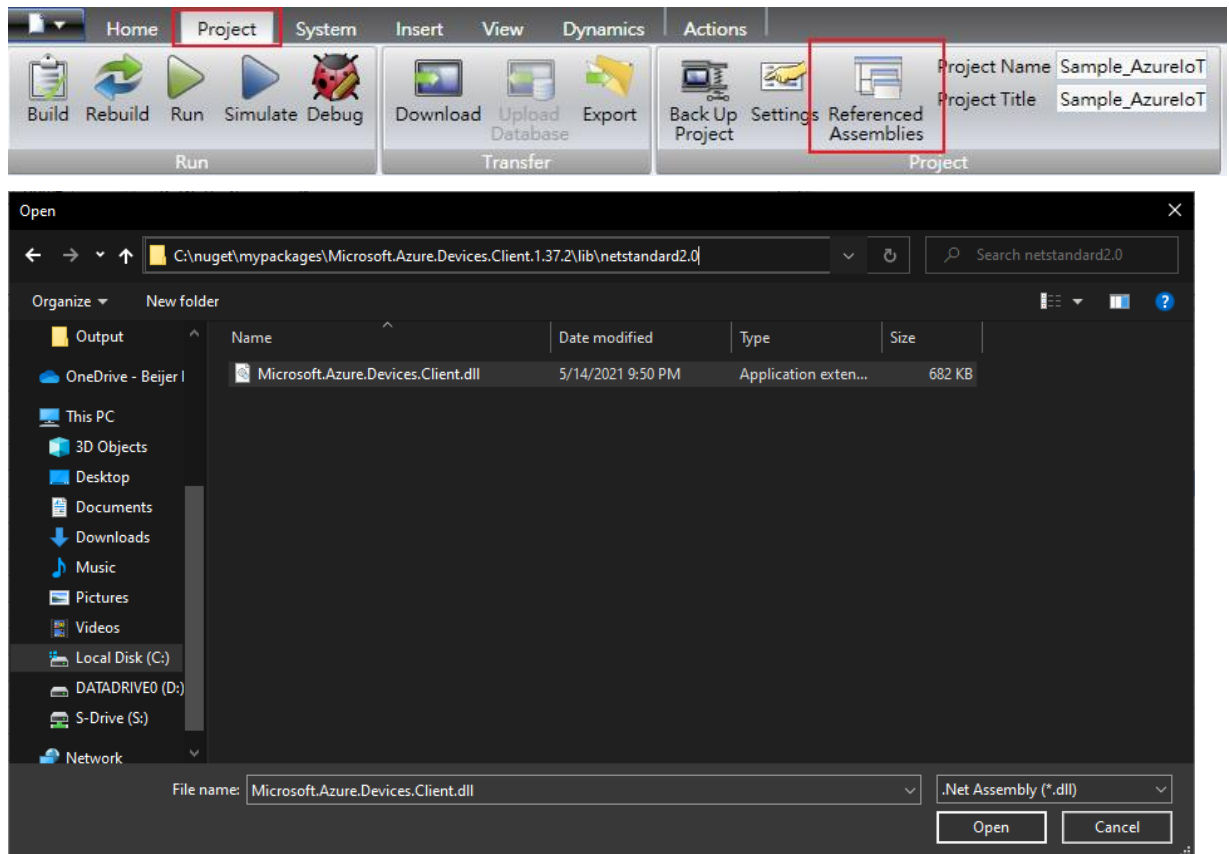 Home Project System Insert View Dynamics Actions
Build Rebuild Run Simulate Debug Download Upload Database Export Back Up Project Settings Referenced Assemblies
Project Name Sample_AzureIoT
Project Title Sample_AzureIoT
Run Transfer Project
Open
C:\nuget\mypackages\Microsoft.Azure.Devices.Client.1.37.2\lib\netstandard2.0
Search netstandard2.0
Organize New folder
Output
Name Date modified Type Size
OneDrive - Beijer
Microsoft.Azure.Devices.Client.dll 5/14/2021 9:50 PM Application exten... 682 KB
This PC
3D Objects
Desktop
Documents
Downloads
Music
Pictures
Videos
Local Disk (C:)
DATADRIVE0 (D:)
S-Drive (S:)
Network
File name: Microsoft.Azure.Devices.Client.dll .Net Assembly (*.dll)
Open Cancel